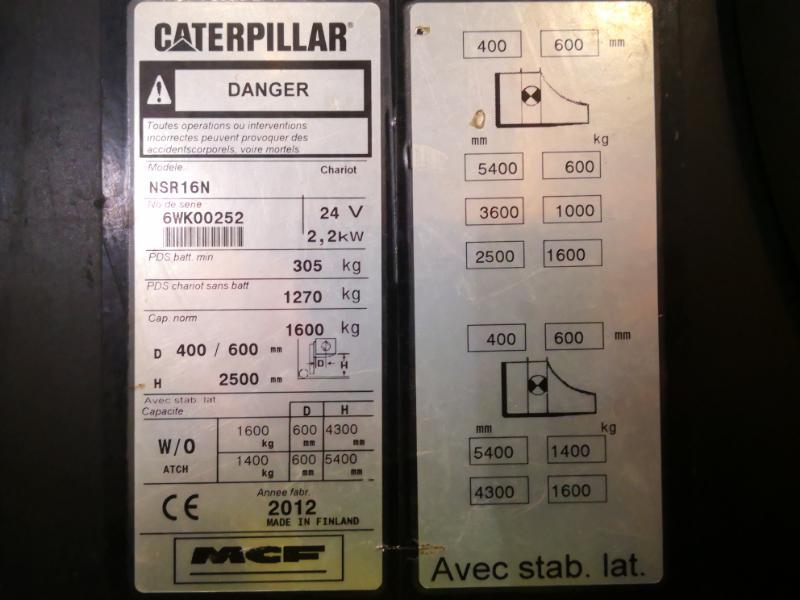 CATERPILLAR®
DANGER
Toutes operations ou interventions
incorrectes peuvent provoquer des
accidentscorporels, voire mortels
Modele Chariot
NSR16N
No de serie
6WK00252 24 V
2,2kW
PDS batt. min
305 kg
PDS chariot sans batt
1270 kg
Cap. norm
1600 kg
D 400 / 600 mm
D H
H 2500 mm
Avec stab. lat.
Capacite D H
W/O ATCH
1600 kg 600 mm 4300 mm
1400 kg 600 mm 5400 mm
CE Annee fabr.
2012
MADE IN FINLAND
MCF
400 600 mm
mm kg
5400 600
3600 1000
2500 1600
400 600 mm
mm kg
5400 1400
4300 1600
Avec stab. lat.